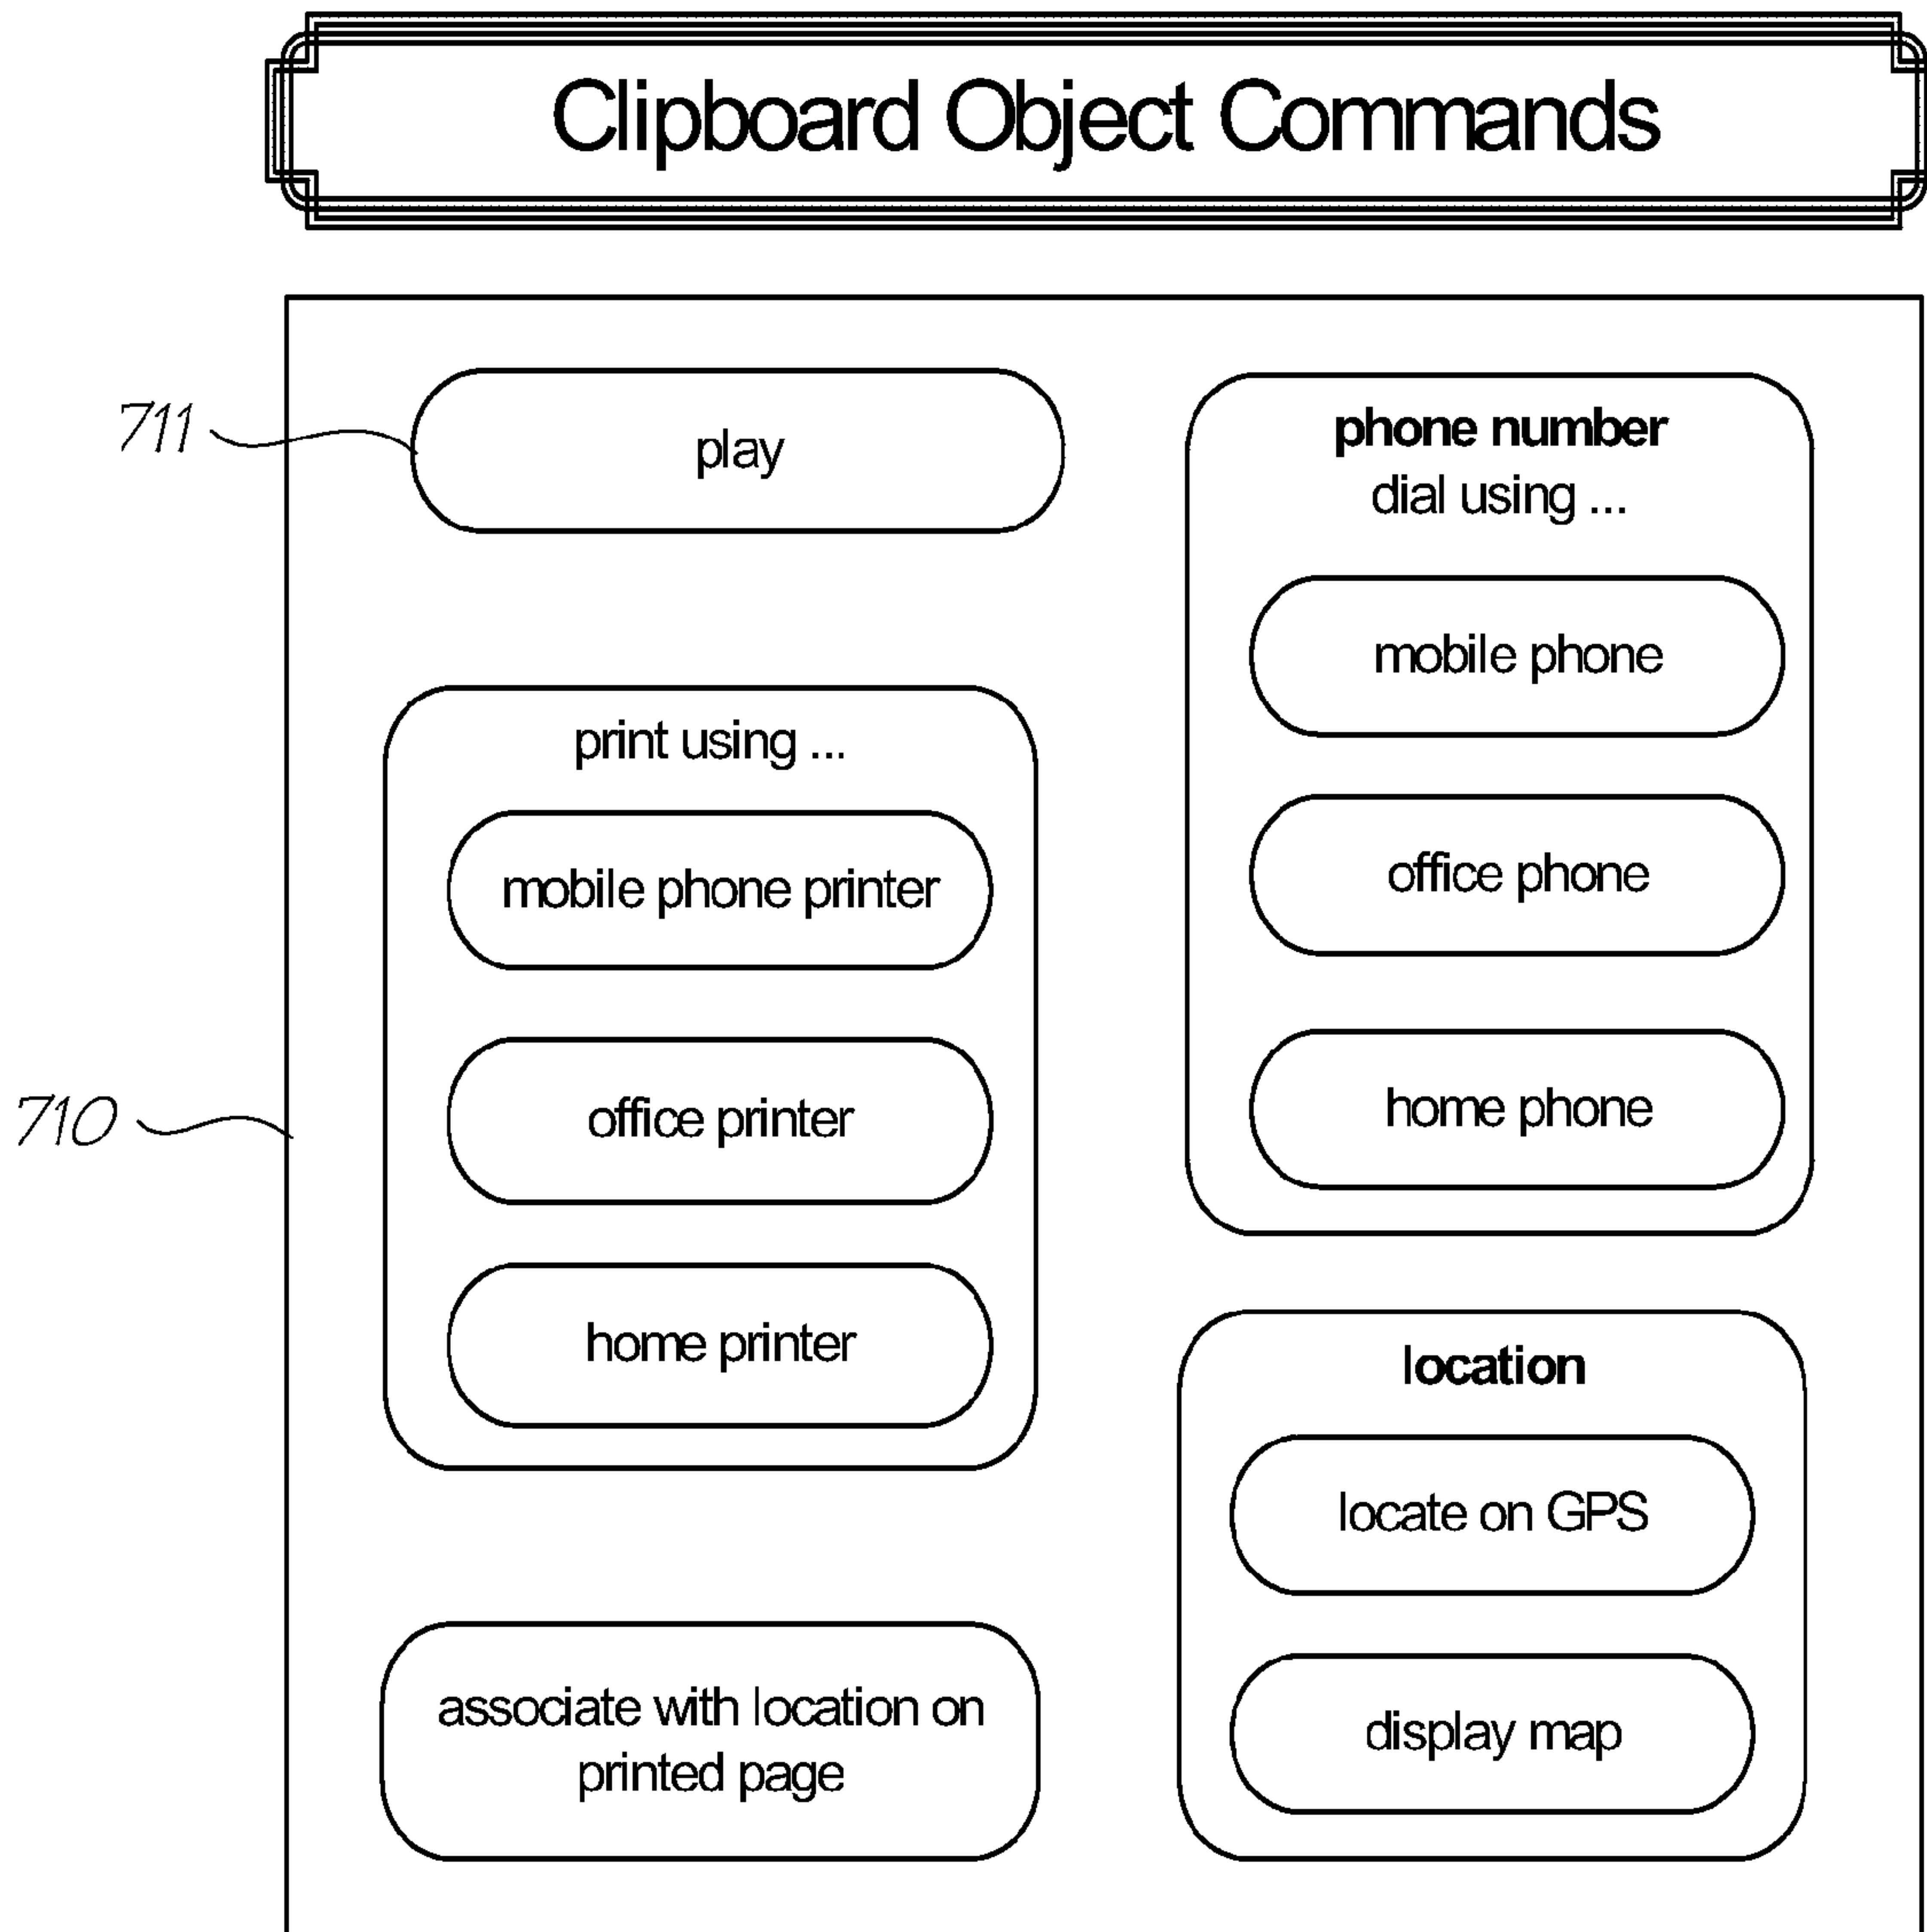 Clipboard Object Commands
711
play
print using ...
mobile phone printer
office printer
home printer
710
associate with location on
printed page
phone number
dial using ...
mobile phone
office phone
home phone
location
locate on GPS
display map